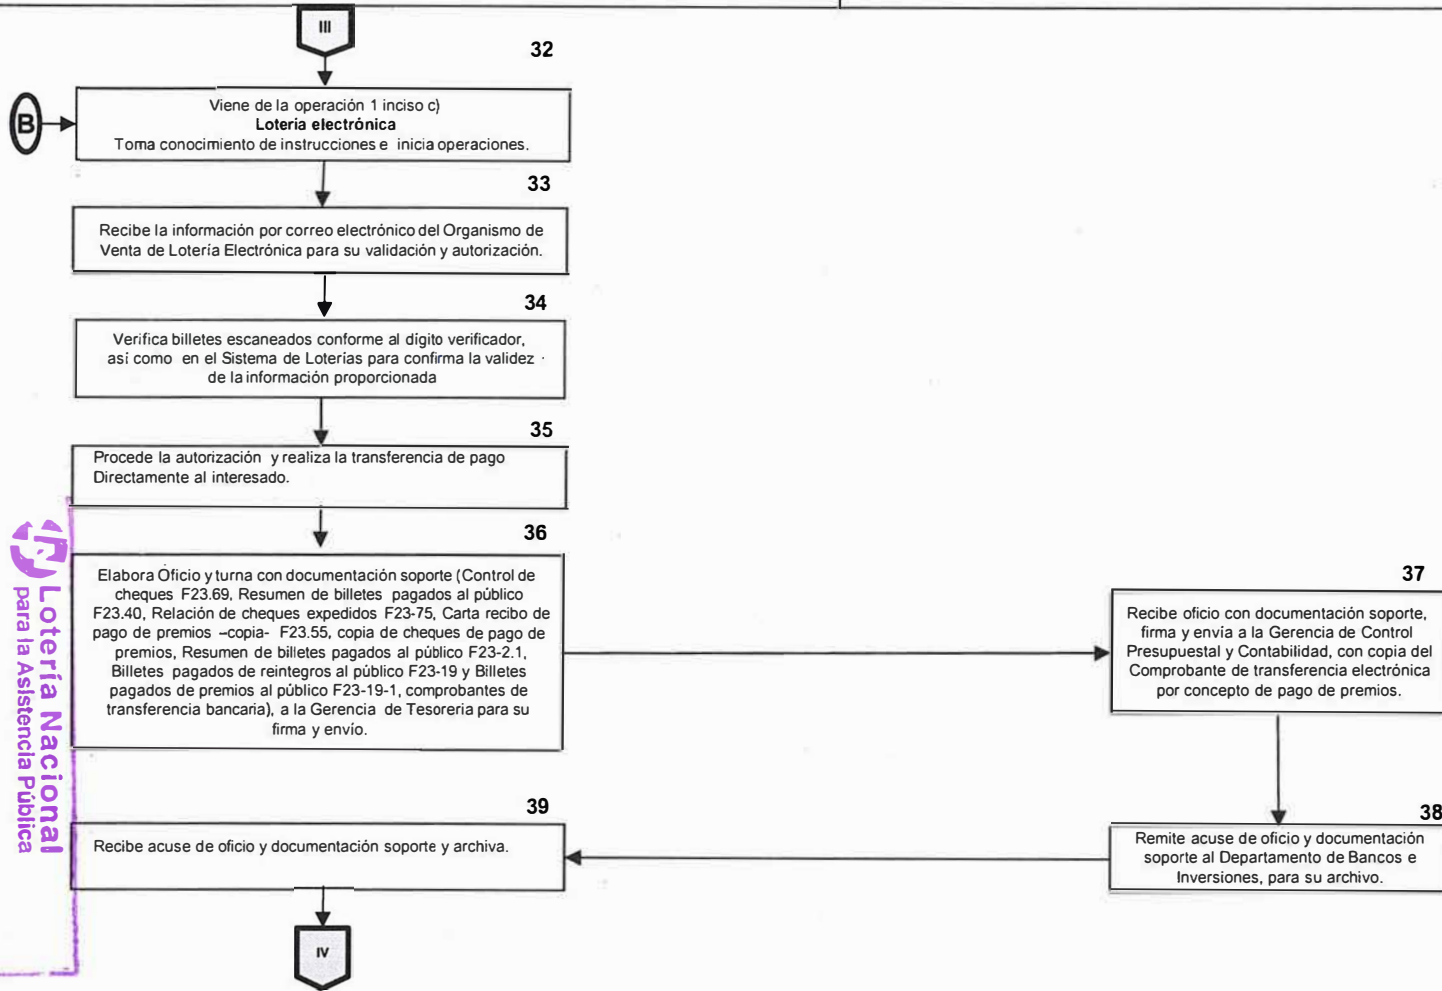 III
32
B
Viene de la operación 1 inciso c)
Lotería electrónica
Toma conocimiento de instrucciones e inicia operaciones.
33
Recibe la información por correo electrónico del Organismo de
Venta de Lotería Electrónica para su validación y autorización.
34
Verifica billetes escaneados conforme al dígito verificador,
así como en el Sistema de Loterías para confirma la validez
de la información proporcionada
35
Procede la autorización y realiza la transferencia de pago
Directamente al interesado.
36
Elabora Oficio y turna con documentación soporte (Control de
cheques F23.69, Resumen de billetes pagados al público
F23.40, Relación de cheques expedidos F23-75, Carta recibo de
pago de premios –copia- F23.55, copia de cheques de pago de
premios, Resumen de billetes pagados al público F23-2.1,
Billetes pagados de reintegros al público F23-19 y Billetes
pagados de premios al público F23-19-1, comprobantes de
transferencia bancaria), a la Gerencia de Tesoreria para su
firma y envío.
37
Recibe oficio con documentación soporte,
firma y envía a la Gerencia de Control
Presupuestal y Contabilidad, con copia del
Comprobante de transferencia electrónica
por concepto de pago de premios.
38
Remite acuse de oficio y documentación
soporte al Departamento de Bancos e
Inversiones, para su archivo.
39
Recibe acuse de oficio y documentación soporte y archiva.
IV
Lotería Nacional
para la Asistencia Pública